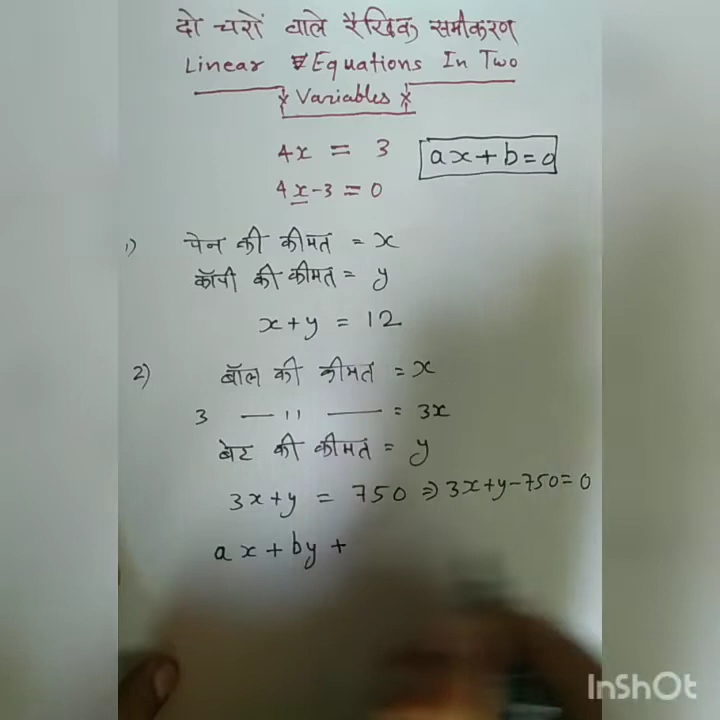 दो चरों वाले रैखिक समीकरण
Linear Equations In Two
Variables
4x = 3
ax+b=0
4x-3=0
1) पेन की कीमत = x
कॉपी की कीमत = y
x+y = 12
2) बॉल की कीमत = x
3 — 11 — = 3x
बेट की कीमत = y
3x+y = 750 ⇒ 3x+y-750=0
ax+by+
InShOt